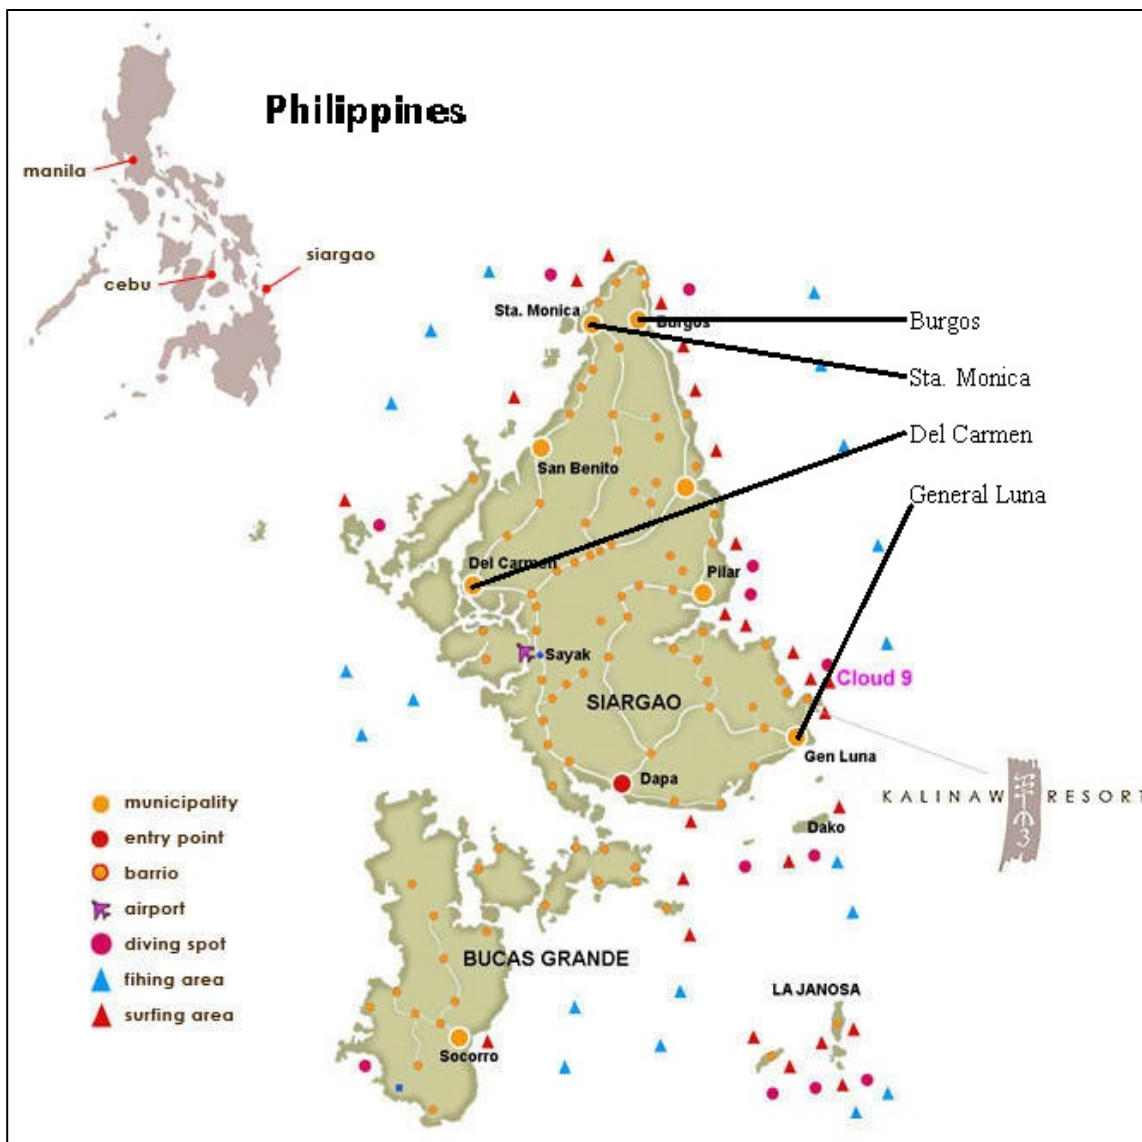 Philippines
manila
cebu
siargao
Sta. Monica
Burgos
Burgos
Sta. Monica
Del Carmen
General Luna
San Benito
Del Carmen
Pilar
Sayak
SIARGAO
Cloud 9
Gen Luna
Dapa
KALINAW RESORT
Dako
municipality
entry point
barrio
airport
diving spot
fihing area
surfing area
BUCAS GRANDE
LA JANOSA
Socorro